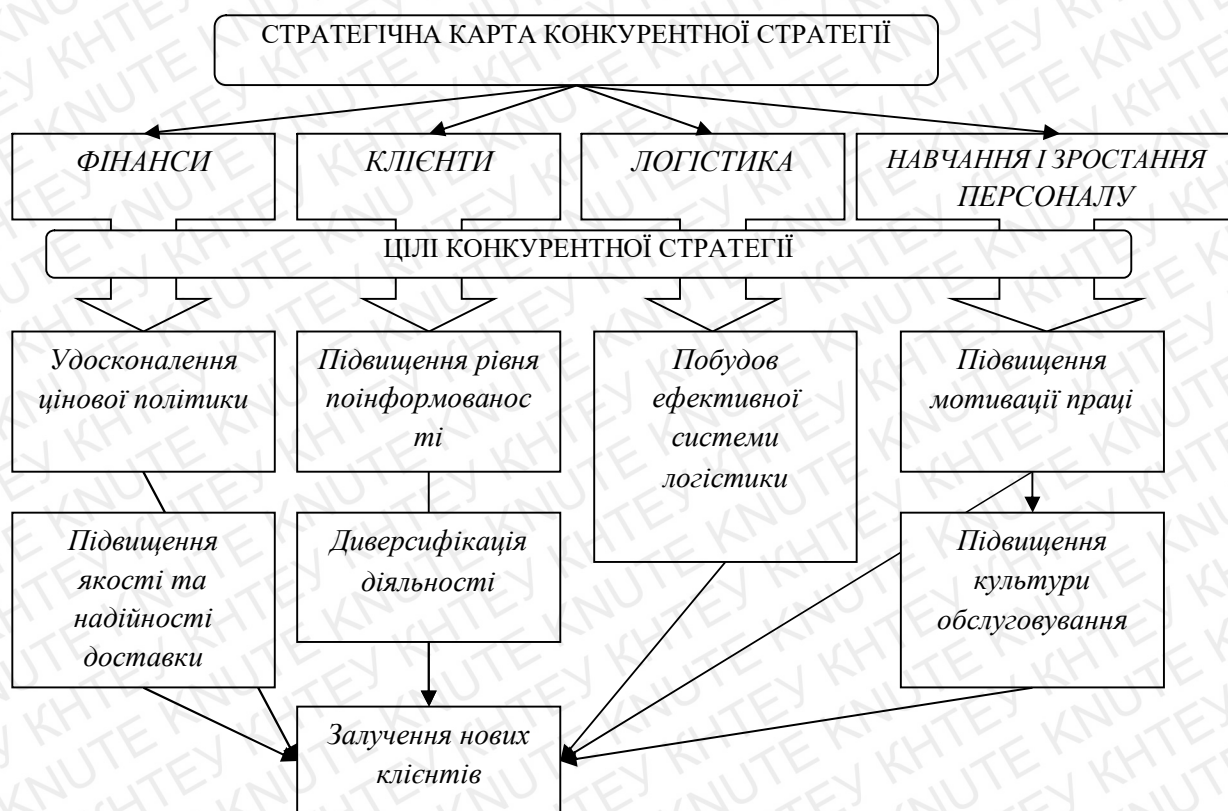 СТРАТЕГІЧНА КАРТА КОНКУРЕНТНОЇ СТРАТЕГІЇ
ФІНАНСИ
КЛІЄНТИ
ЛОГІСТИКА
НАВЧАННЯ І ЗРОСТАННЯ
ПЕРСОНАЛУ
ЦІЛІ КОНКУРЕНТНОЇ СТРАТЕГІЇ
Удосконалення
цінової політики
Підвищення рівня
поінформованос
ті
Побудов
ефективної
системи
логістики
Підвищення
мотивації праці
Підвищення
якості та
надійності
доставки
Диверсифікація
діяльності
Підвищення
культури
обслуговування
Залучення нових
клієнтів